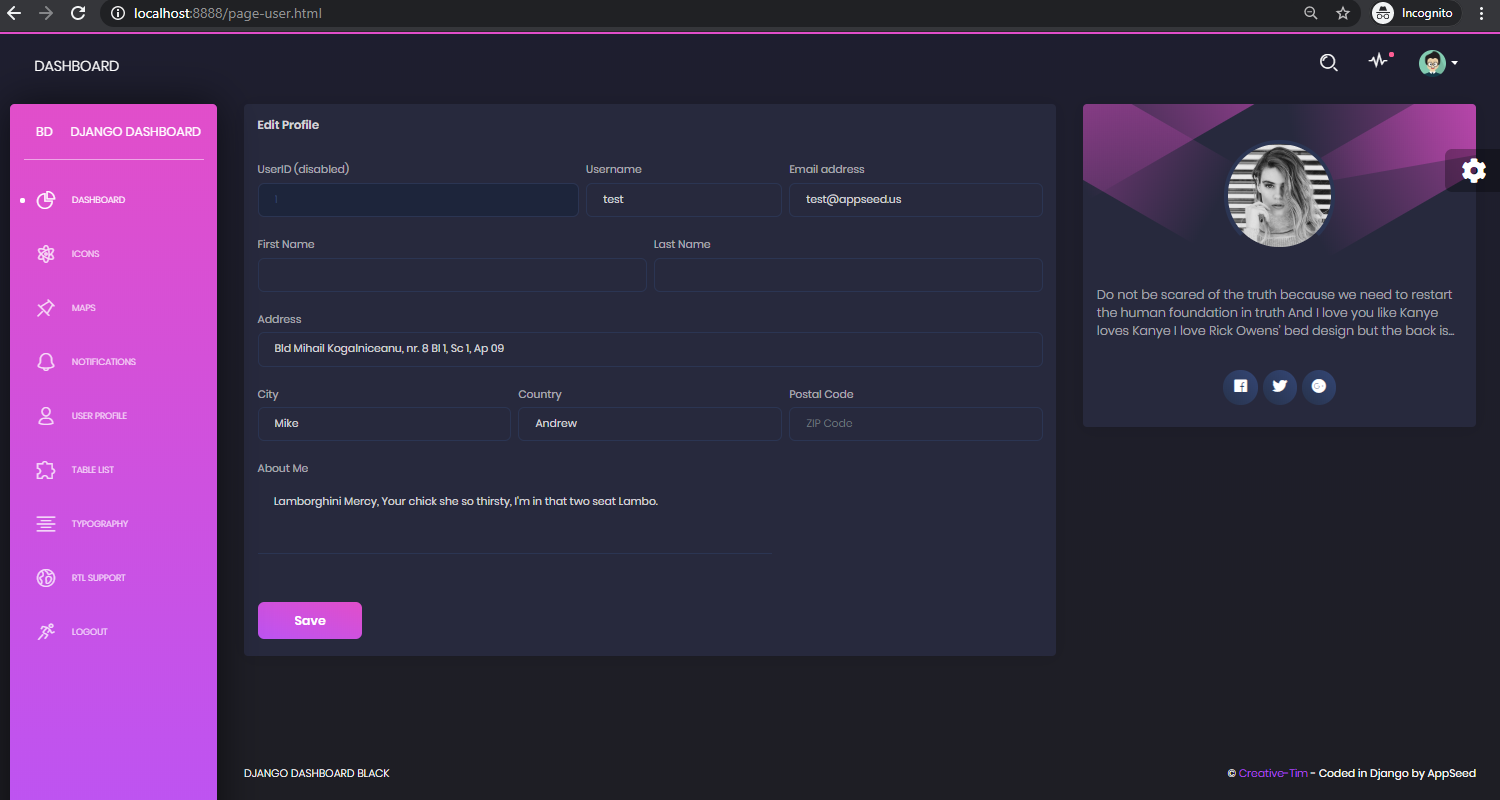 localhost:8888/page-user.html
Incognito
DASHBOARD
BD DJANGO DASHBOARD
DASHBOARD
ICONS
MAPS
NOTIFICATIONS
USER PROFILE
TABLE LIST
TYPOGRAPHY
RTL SUPPORT
LOGOUT
Edit Profile
UserID (disabled) Username Email address
1 test test@appseed.us
First Name Last Name
Address
Bld Mihail Kogalniceanu, nr. 8 Bl 1, Sc 1, Ap 09
City Country Postal Code
Mike Andrew ZIP Code
About Me
Lamborghini Mercy, Your chick she so thirsty, I'm in that two seat Lambo.
Save
Do not be scared of the truth because we need to restart
the human foundation in truth And I love you like Kanye
loves Kanye I love Rick Owens' bed design but the back is...
DJANGO DASHBOARD BLACK
© Creative-Tim - Coded in Django by AppSeed